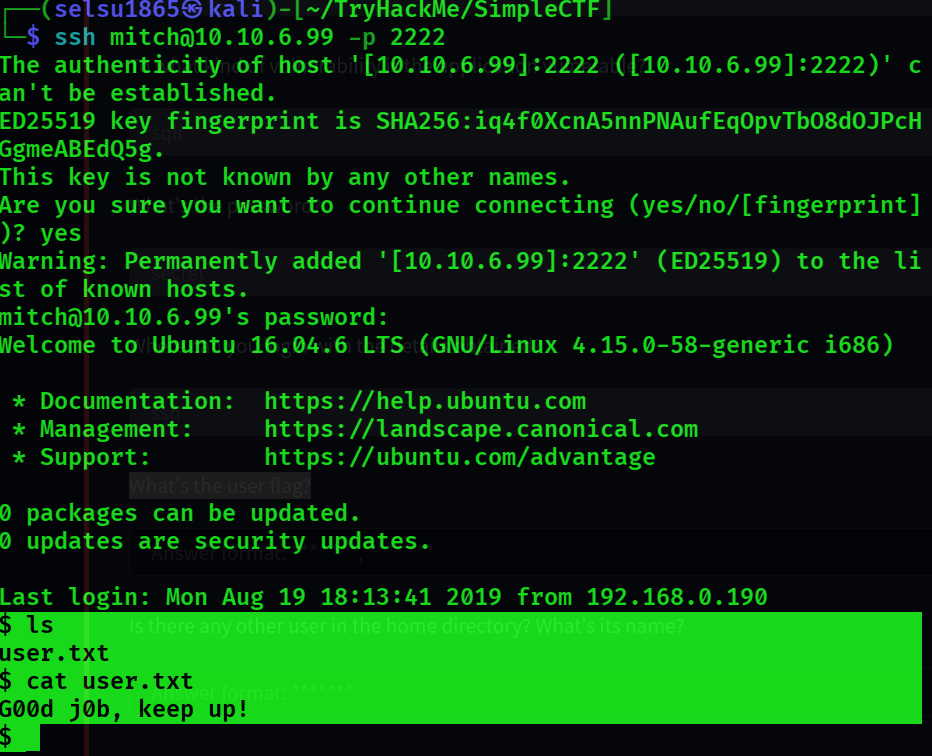 ┌──(selsu1865㉿kali)-[~/TryHackMe/SimpleCTF]
└─$ ssh mitch@10.10.6.99 -p 2222
The authenticity of host '[10.10.6.99]:2222 ([10.10.6.99]:2222)' c
an't be established.
ED25519 key fingerprint is SHA256:iq4f0XcnA5nnPNAufEqOpvTbO8dOJPcH
GgmeABEdQ5g.
This key is not known by any other names.
Are you sure you want to continue connecting (yes/no/[fingerprint]
)? yes
Warning: Permanently added '[10.10.6.99]:2222' (ED25519) to the li
st of known hosts.
mitch@10.10.6.99's password:
Welcome to Ubuntu 16.04.6 LTS (GNU/Linux 4.15.0-58-generic i686)
* Documentation:  https://help.ubuntu.com
* Management:     https://landscape.canonical.com
* Support:        https://ubuntu.com/advantage
What's the user flag?
0 packages can be updated.
0 updates are security updates.
Answer format:
Last login: Mon Aug 19 18:13:41 2019 from 192.168.0.190
$ ls
Is there any other user in the home directory? What's its name?
user.txt
$ cat user.txt
Answer format: *******
G00d j0b, keep up!
$